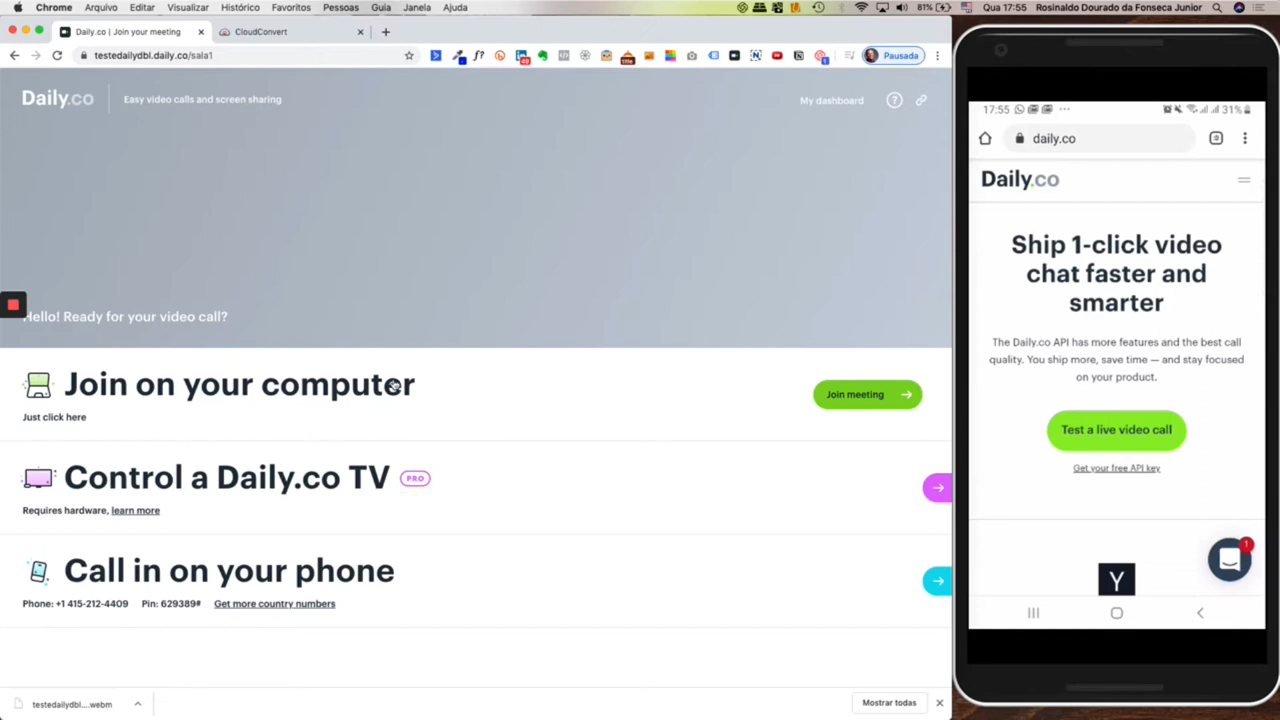 Chrome Arquivo Editar Visualizar Histórico Favoritos Pessoas Guia Janela Ajuda 81% Qua 17:55 Rosinaldo Dourado da Fonseca Junior
Daily.co | Join your meeting
CloudConvert
testedailydbl.daily.co/sala1
f?
49
title
1
Pausada
Daily.co
Easy video calls and screen sharing
My dashboard
?
Hello! Ready for your video call?
Join on your computer
Just click here
Join meeting
Control a Daily.co TV PRO
Requires hardware, learn more
Call in on your phone
Phone: +1 415-212-4409 Pin: 629389# Get more country numbers
testedailydbl....webm
Mostrar todas
17:55 31%
daily.co
Daily.co
Ship 1-click video
chat faster and
smarter
The Daily.co API has more features and the best call
quality. You ship more, save time — and stay focused
on your product.
Test a live video call
Get your free API key
1
Y